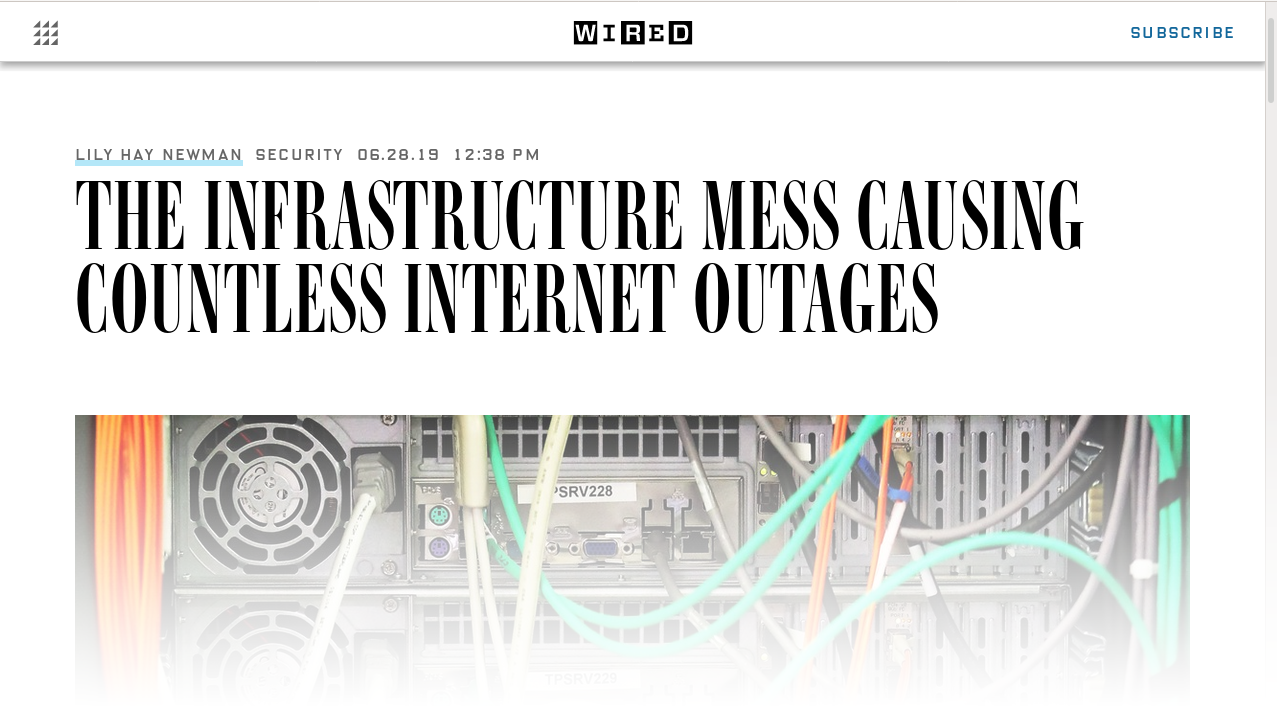 WIRED
SUBSCRIBE
LILY HAY NEWMAN SECURITY 06.28.19 12:38 PM
THE INFRASTRUCTURE MESS CAUSING
COUNTLESS INTERNET OUTAGES
PSRV228
TPSRV229